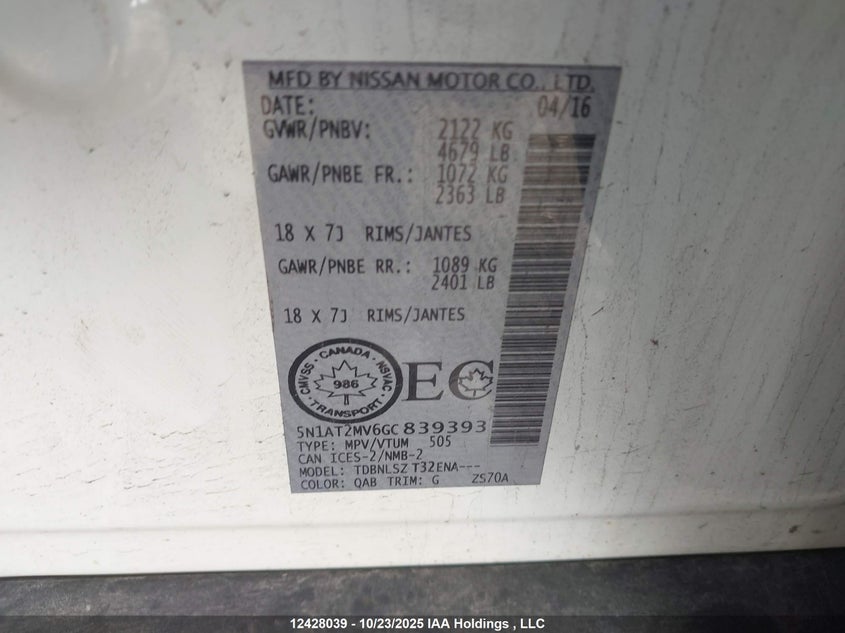 MFD BY NISSAN MOTOR CO., LTD.
DATE: 04/16
GVWR/PNBV: 2122 KG
4679 LB
GAWR/PNBE FR.: 1072 KG
2363 LB
18 X 7J RIMS/JANTES
GAWR/PNBE RR.: 1089 KG
2401 LB
18 X 7J RIMS/JANTES
CANADA
CMVSS 986 NSVAC
TRANSPORT
EC
5N1AT2MV6GC839393
TYPE: MPV/VTUM 505
CAN ICES-2/NMB-2
MODEL: TDBNLSZ T32ENA---
COLOR: QAB TRIM: G ZS70A
12428039 - 10/23/2025 IAA Holdings , LLC